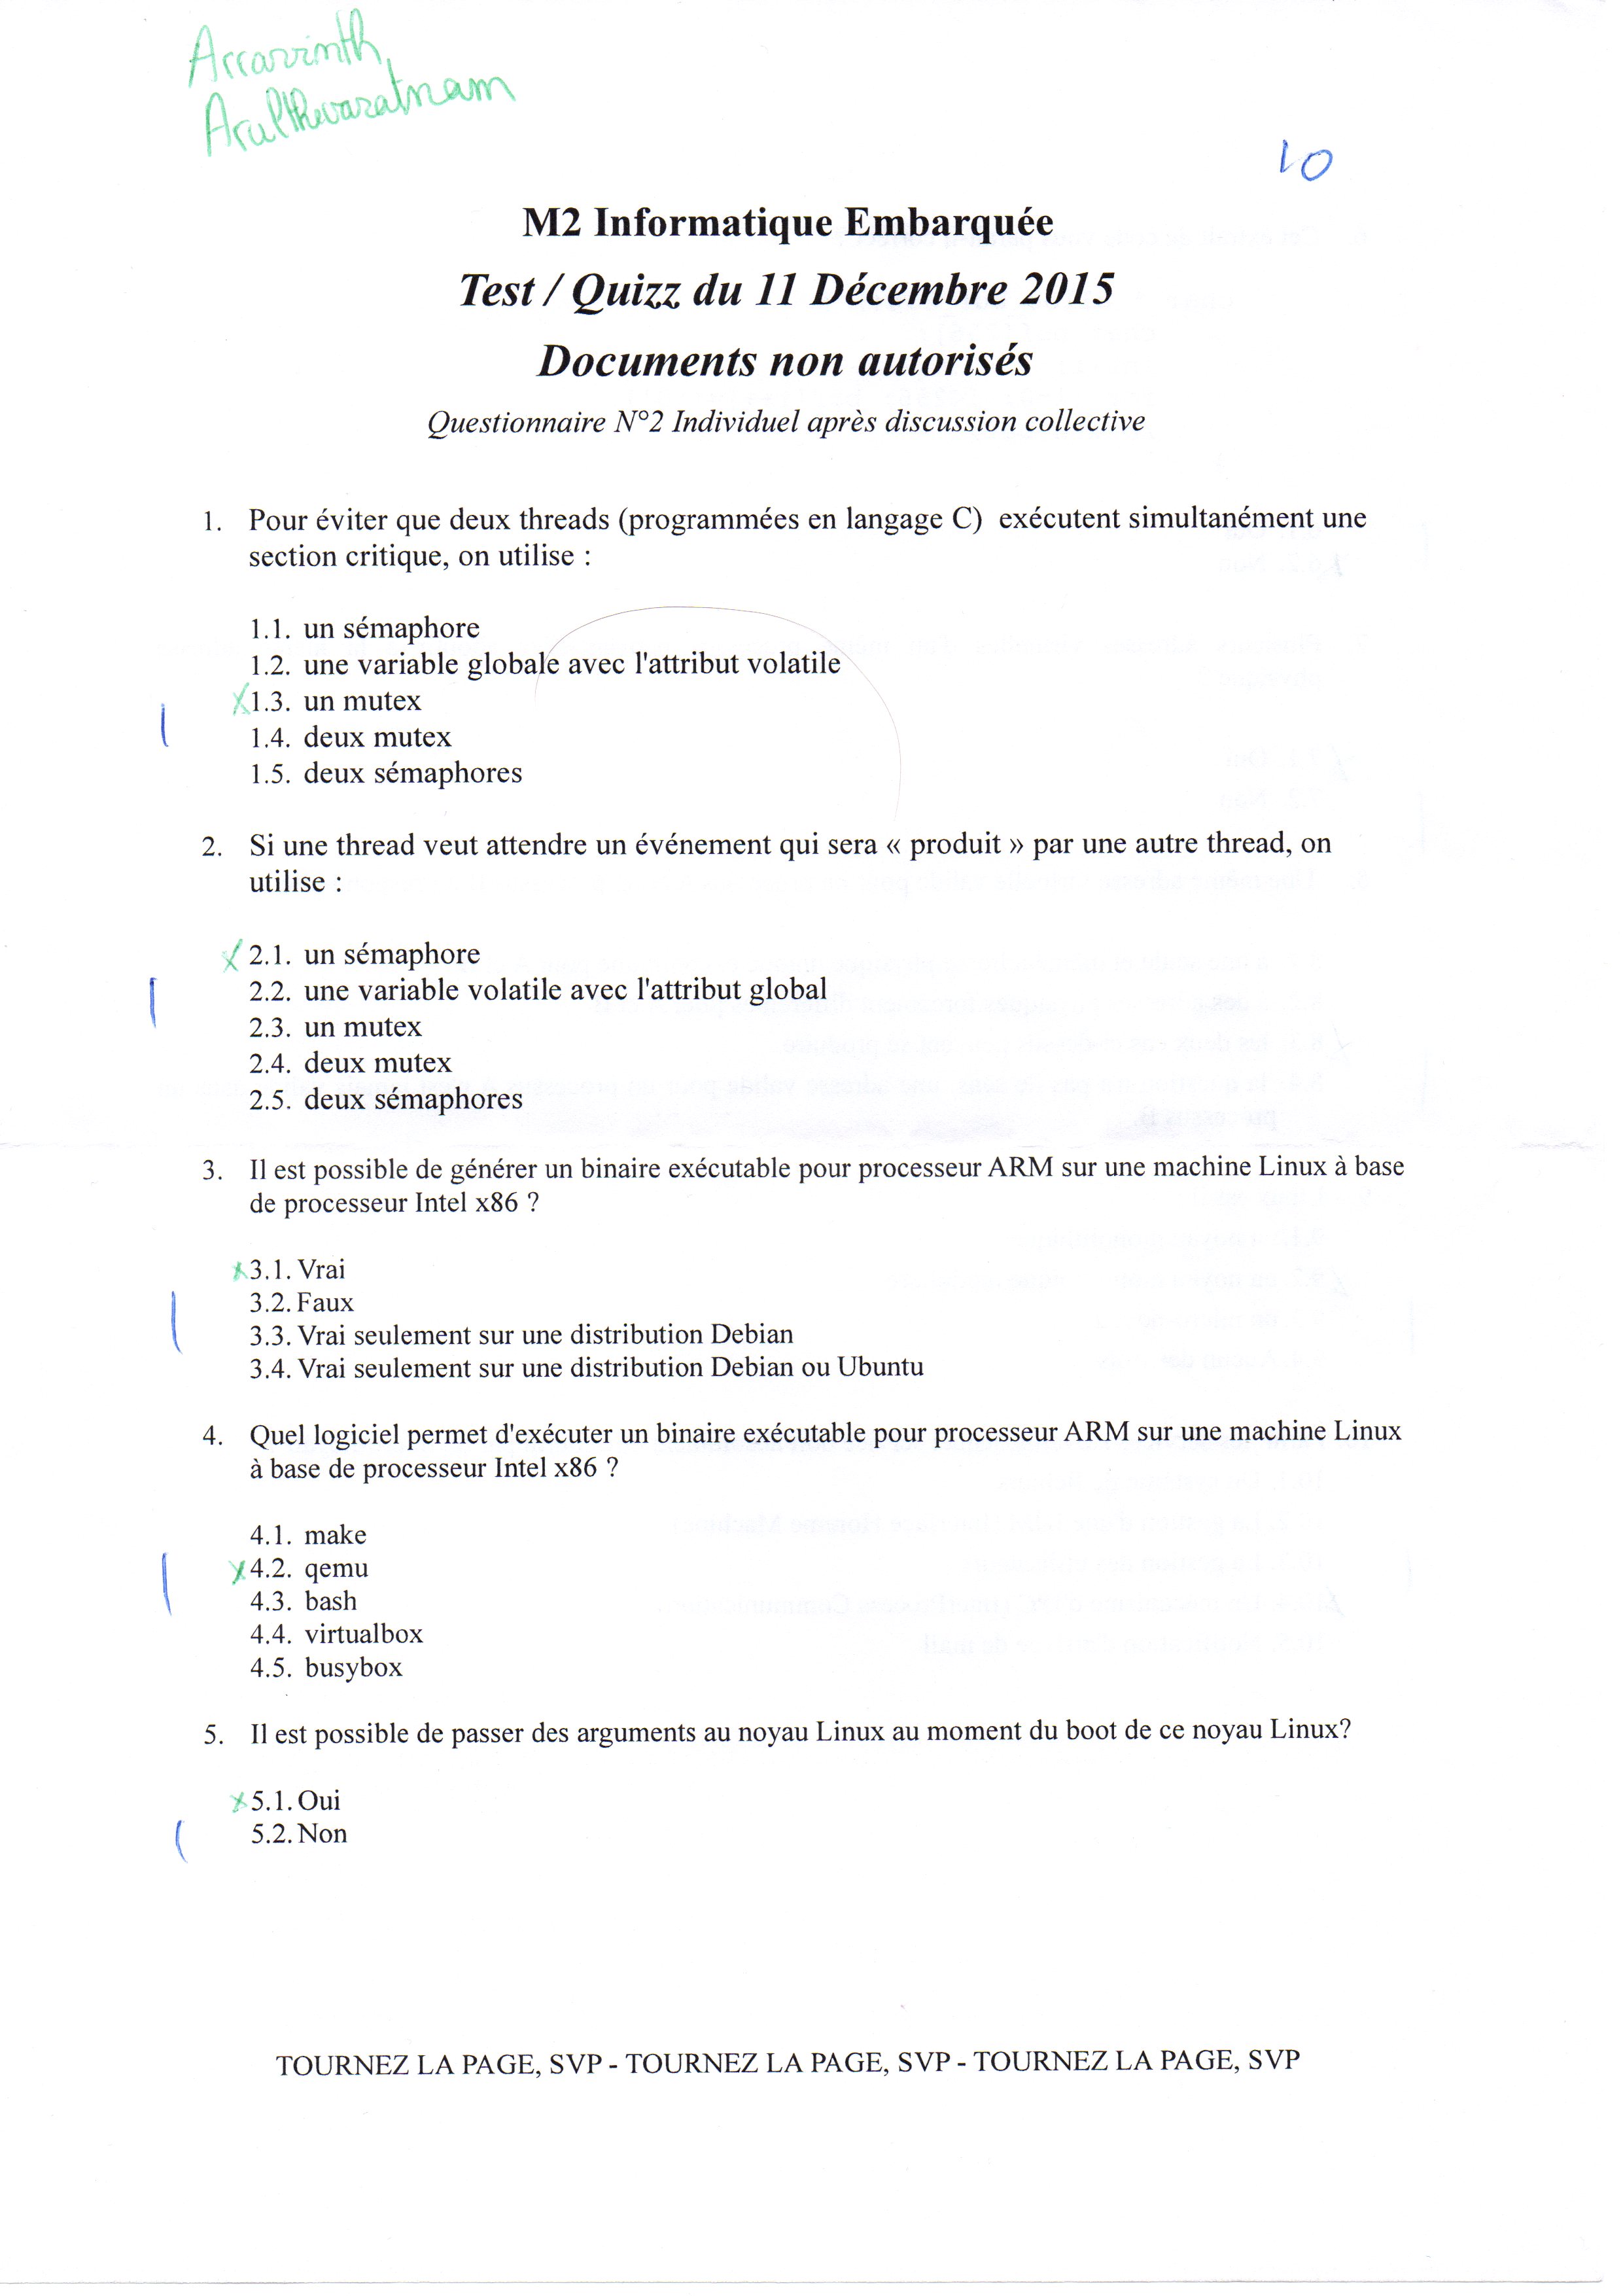 Accarvinth
Arulthevaratnam
10
M2 Informatique Embarquée
Test / Quizz du 11 Décembre 2015
Documents non autorisés
Questionnaire N°2 Individuel après discussion collective
1. Pour éviter que deux threads (programmées en langage C) exécutent simultanément une
section critique, on utilise :
1.1. un sémaphore
1.2. une variable globale avec l'attribut volatile
X 1.3. un mutex
1.4. deux mutex
1.5. deux sémaphores
2. Si une thread veut attendre un événement qui sera « produit » par une autre thread, on
utilise :
X 2.1. un sémaphore
2.2. une variable volatile avec l'attribut global
2.3. un mutex
2.4. deux mutex
2.5. deux sémaphores
3. Il est possible de générer un binaire exécutable pour processeur ARM sur une machine Linux à base
de processeur Intel x86 ?
X 3.1. Vrai
3.2. Faux
3.3. Vrai seulement sur une distribution Debian
3.4. Vrai seulement sur une distribution Debian ou Ubuntu
4. Quel logiciel permet d'exécuter un binaire exécutable pour processeur ARM sur une machine Linux
à base de processeur Intel x86 ?
4.1. make
X 4.2. qemu
4.3. bash
4.4. virtualbox
4.5. busybox
5. Il est possible de passer des arguments au noyau Linux au moment du boot de ce noyau Linux?
X 5.1. Oui
5.2. Non
TOURNEZ LA PAGE, SVP - TOURNEZ LA PAGE, SVP - TOURNEZ LA PAGE, SVP